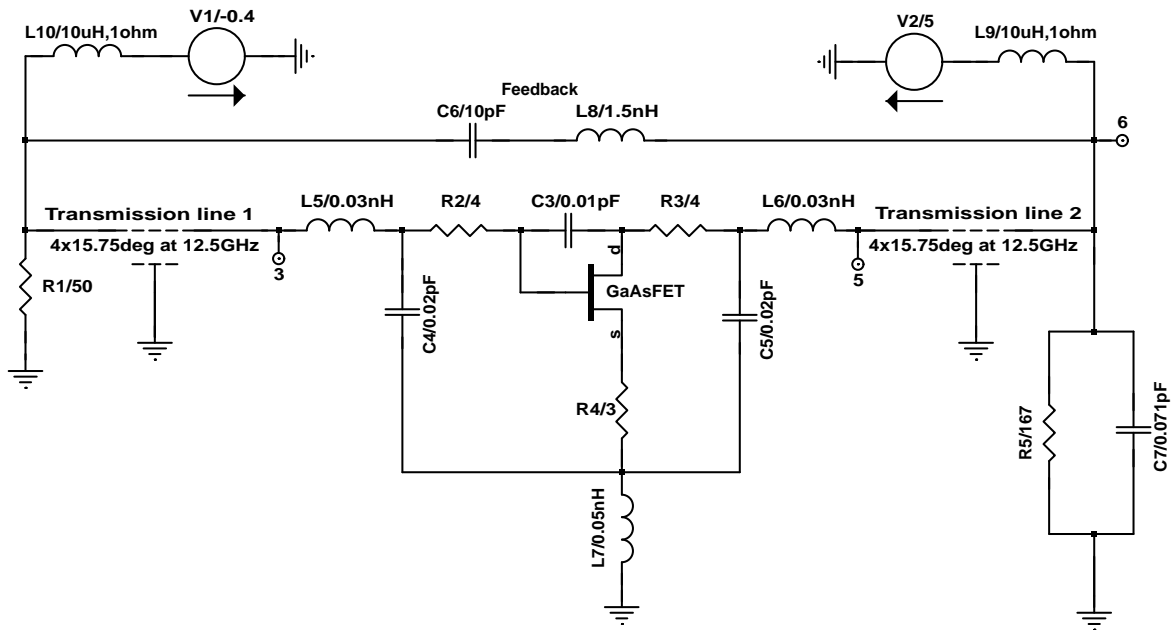 V1/-0.4
L10/10uH,1ohm
V2/5
L9/10uH,1ohm
Feedback
C6/10pF
L8/1.5nH
6
Transmission line 1
4x15.75deg at 12.5GHz
L5/0.03nH
R2/4
C3/0.01pF
R3/4
L6/0.03nH
Transmission line 2
4x15.75deg at 12.5GHz
3
5
R1/50
d
GaAsFET
s
C4/0.02pF
C5/0.02pF
R4/3
L7/0.05nH
R5/167
C7/0.071pF